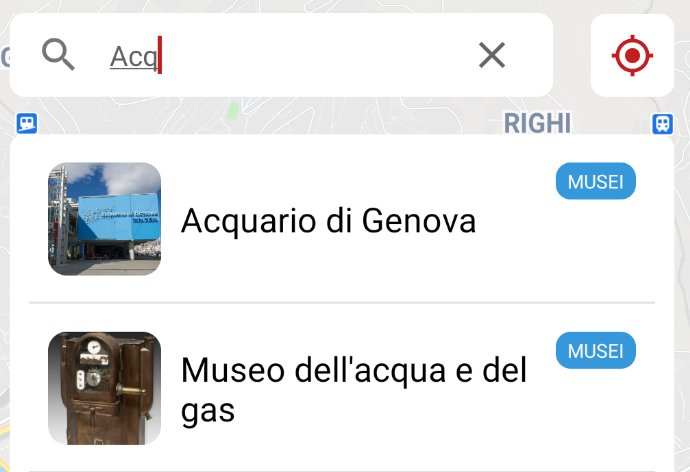 Acq
RIGHI
Acquario di Genova
MUSEI
Museo dell'acqua e del
gas
MUSEI